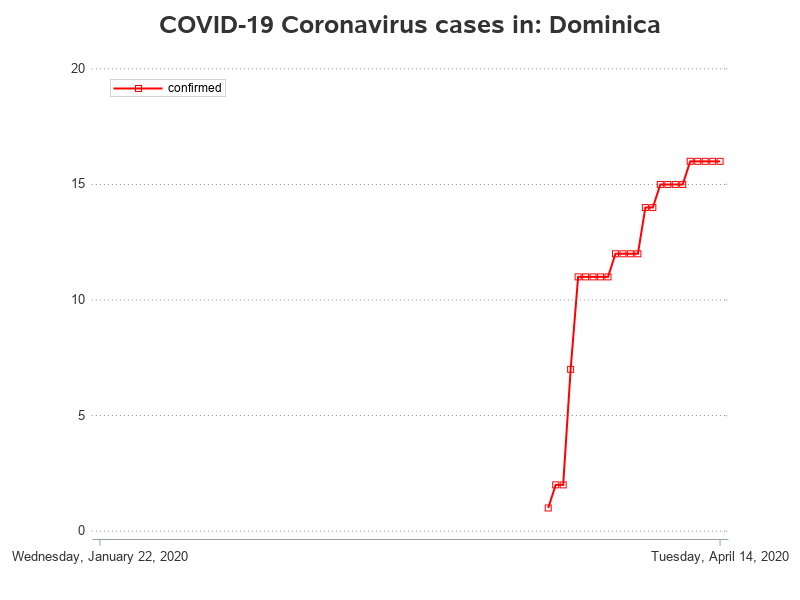 COVID-19 Coronavirus cases in: Dominica
20
confirmed
15
10
5
0
Wednesday, January 22, 2020
Tuesday, April 14, 2020